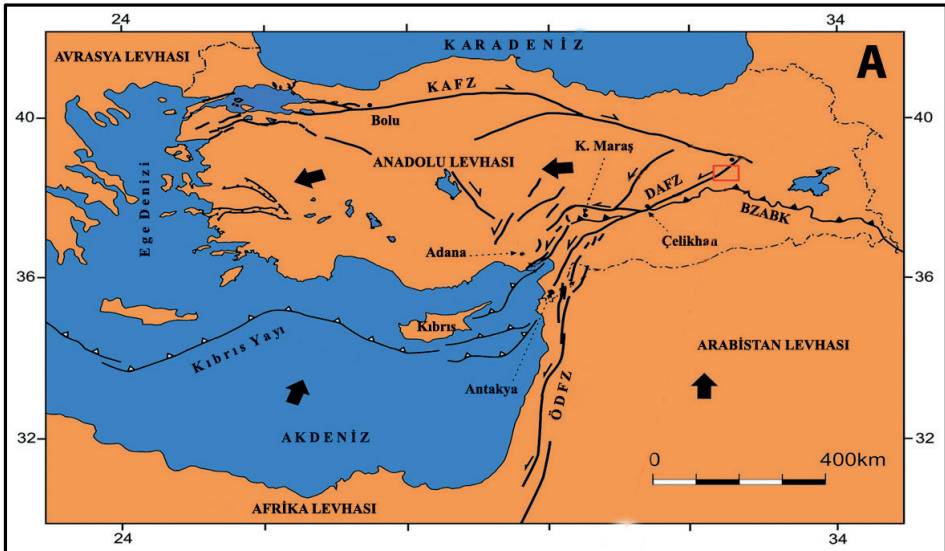 24
34
A
AVRASYA LEVHASI
KARADENİZ
KAFZ
40
40
Bolu
K. Maraş
ANADOLU LEVHASI
DAFZ
Ege Denizi
BZABK
Çelikhan
Adana
36
36
Kıbrıs
Kıbrıs Yayı
ARABİSTAN LEVHASI
Antakya
ÖDFZ
AKDENİZ
32
32
0
400km
AFRİKA LEVHASI
24
34